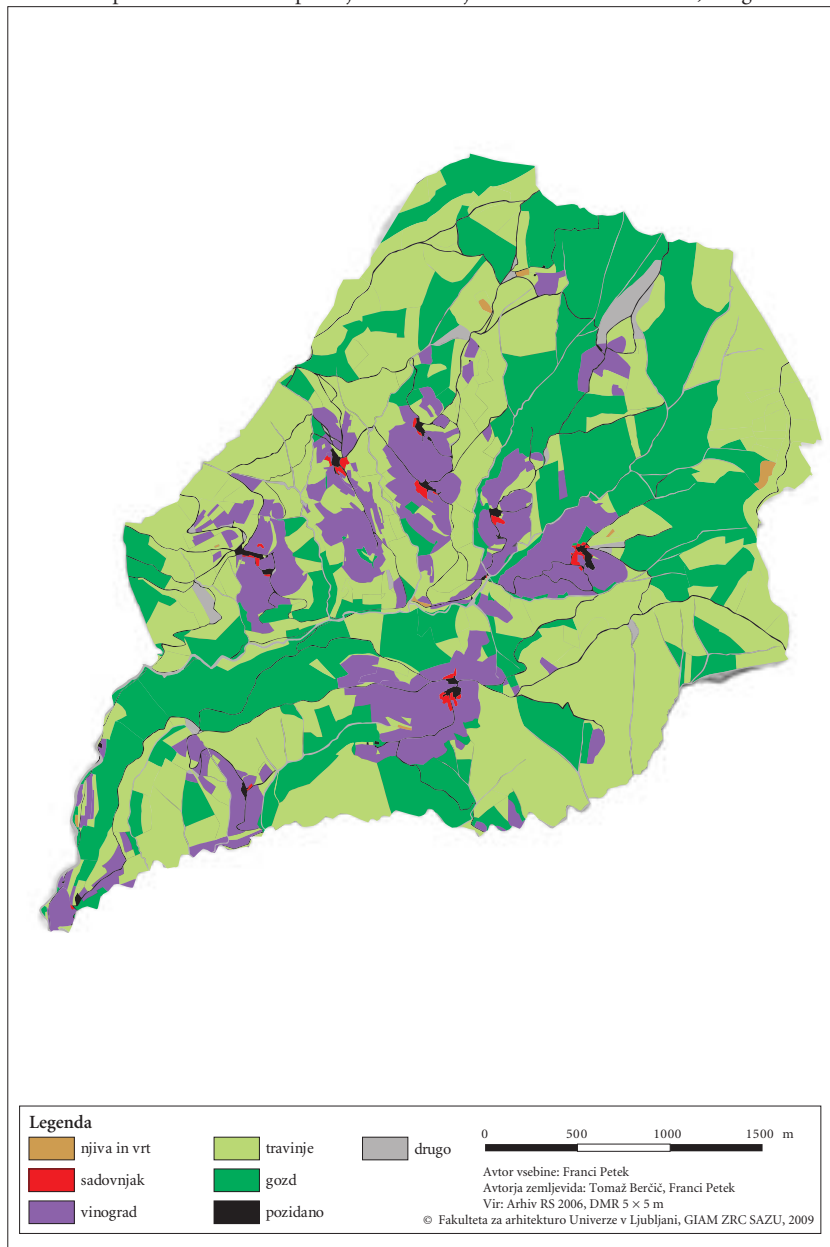 Legenda
njiva in vrt
sadovnjak
vinograd
travinje
gozd
pozidano
drugo
0 500 1000 1500 m
Avtor vsebine: Franci Petek
Avtorja zemljevida: Tomaž Berčič, Franci Petek
Vir: Arhiv RS 2006, DMR 5 × 5 m
© Fakulteta za arhitekturo Univerze v Ljubljani, GIAM ZRC SAZU, 2009